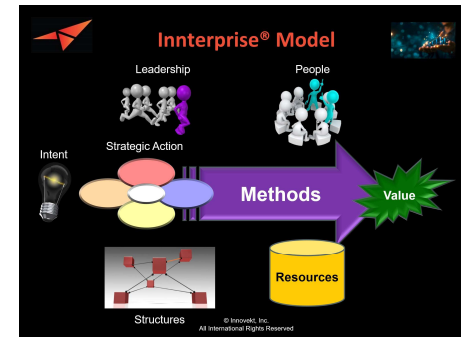 Innterprise® Model
Leadership
People
Strategic Action
Intent
Methods
Value
Resources
Structures
© Innovekt, Inc.
All International Rights Reserved